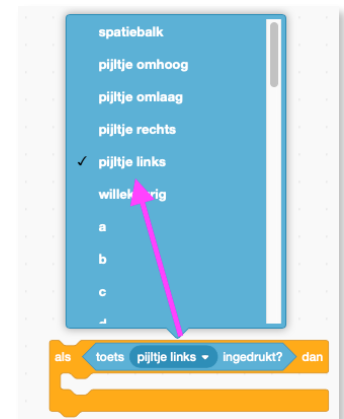 spatiebalk
pijltje omhoog
pijltje omlaag
pijltje rechts
✓ pijltje links
a
b
c
als toets pijltje links ingedrukt? dan